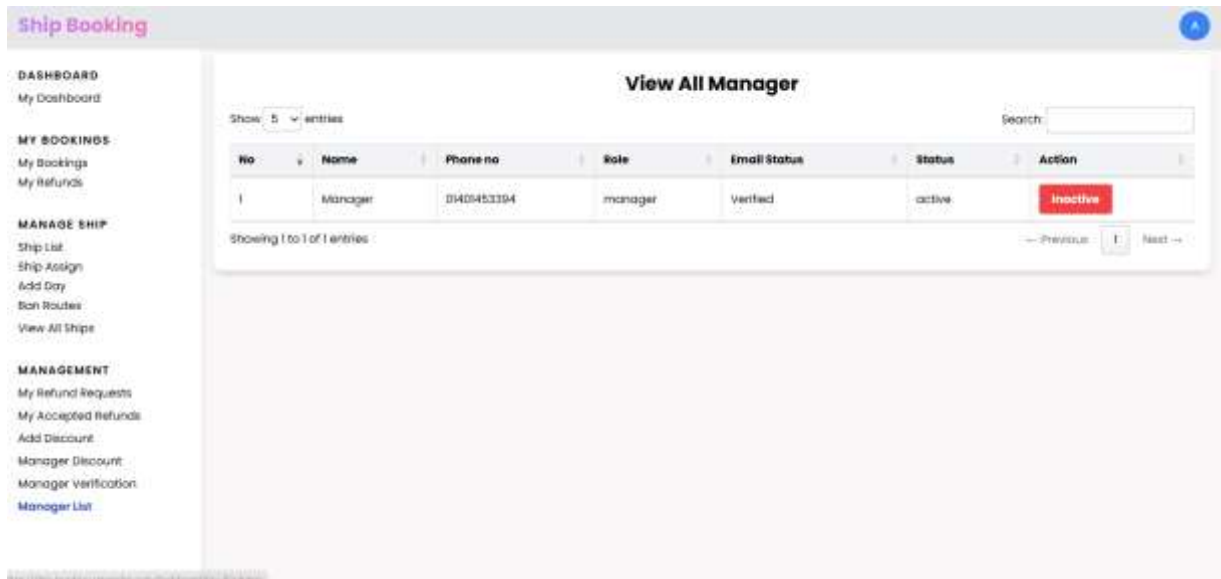 Ship Booking
A
DASHBOARD
My Dashboard
MY BOOKINGS
My Bookings
My Refunds
MANAGE SHIP
Ship List
Ship Assign
Add Day
Ban Routes
View All Ships
MANAGEMENT
My Refund Requests
My Accepted Refunds
Add Discount
Manager Discount
Manager Verification
Manager List
View All Manager
Show 5 entries
Search:
No Name Phone no Role Email Status Status Action
1 Manager 01401453394 manager Verified active Inactive
Showing 1 to 1 of 1 entries
← Previous 1 Next →